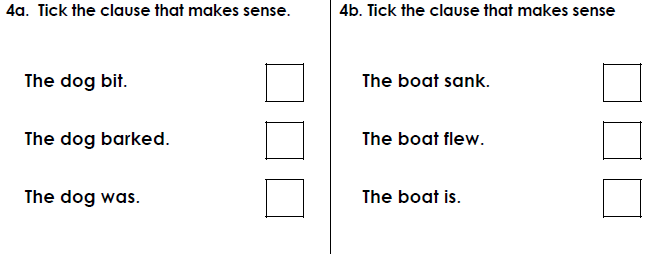 4a. Tick the clause that makes sense.
The dog bit.
The dog barked.
The dog was.
4b. Tick the clause that makes sense
The boat sank.
The boat flew.
The boat is.